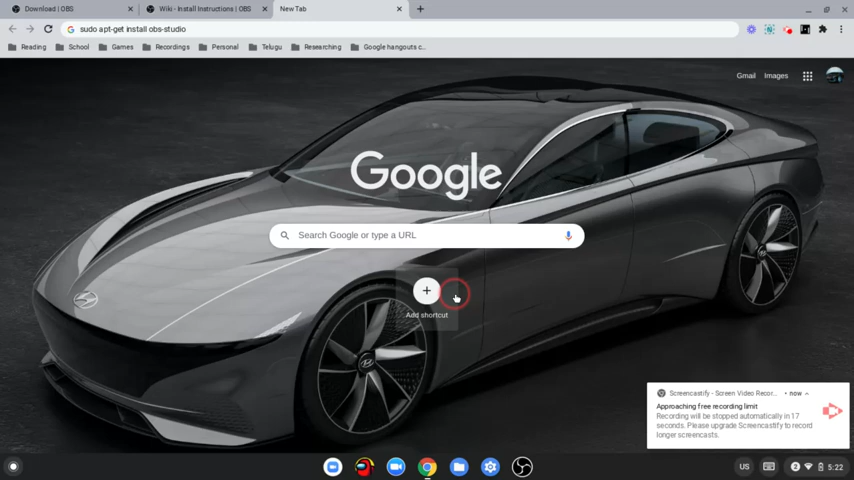 Download | OBS
Wiki - Install Instructions | OBS
New Tab
sudo apt-get install obs-studio
Reading
School
Games
Recordings
Personal
Telugu
Researching
Google hangouts c...
Gmail
Images
Google
Search Google or type a URL
Add shortcut
Screencastify - Screen Video Recor... • now
Approaching free recording limit
Recording will be stopped automatically in 17
seconds. Please upgrade Screencastify to record
longer screencasts.
US
2
5:22